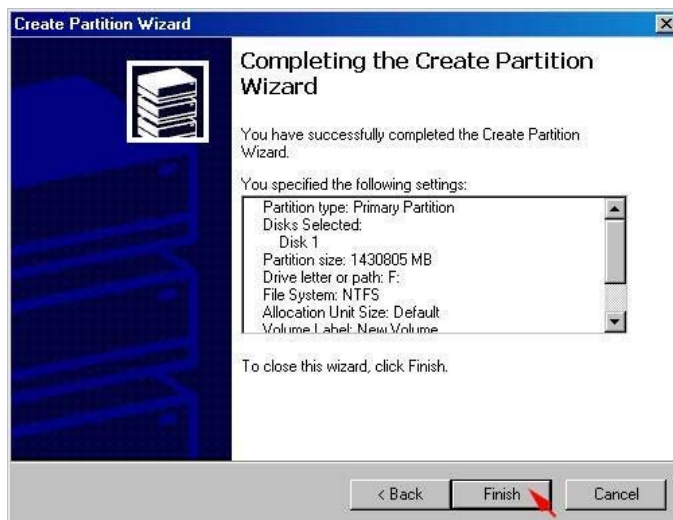 Create Partition Wizard
Completing the Create Partition
Wizard
You have successfully completed the Create Partition
Wizard.
You specified the following settings:
Partition type: Primary Partition
Disks Selected:
Disk 1
Partition size: 1430805 MB
Drive letter or path: F:
File System: NTFS
Allocation Unit Size: Default
Volume Label: New Volume
To close this wizard, click Finish.
< Back Finish Cancel